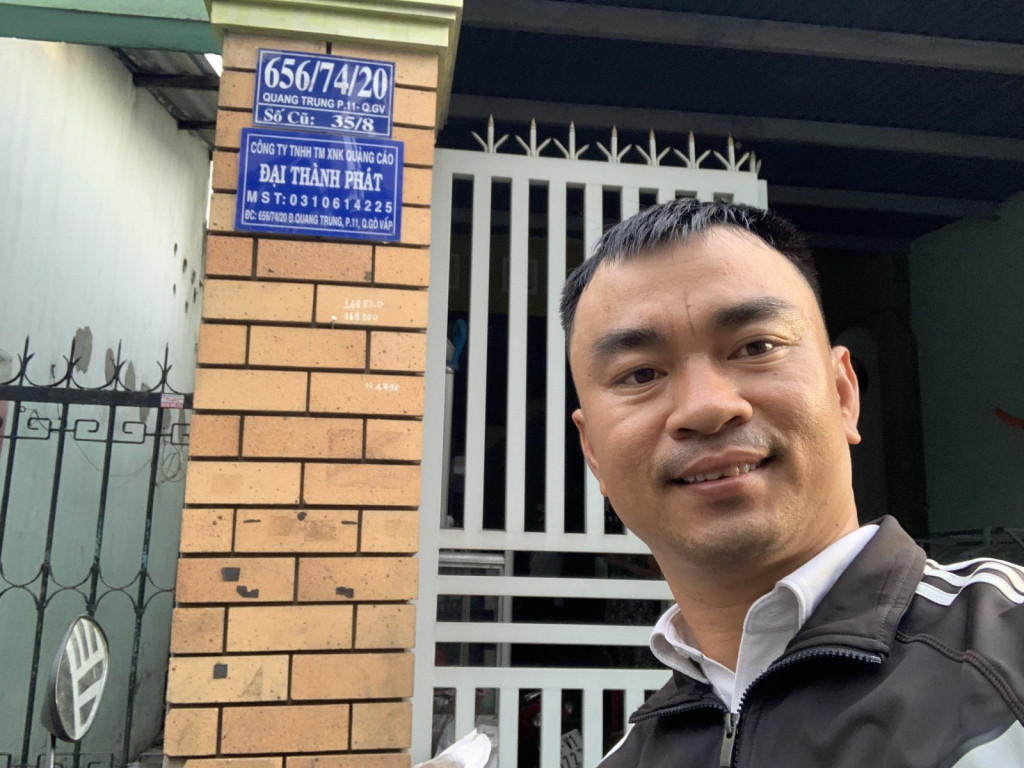 656/74/20
QUANG TRUNG P.11- Q.GV
Số Cũ: 35/8
CÔNG TY TNHH TM XNK QUẢNG CÁO
ĐẠI THÀNH PHÁT
MST:0310614225
ĐC: 656/74/20 Đ.QUANG TRUNG, P.11, Q.GÒ VẤP